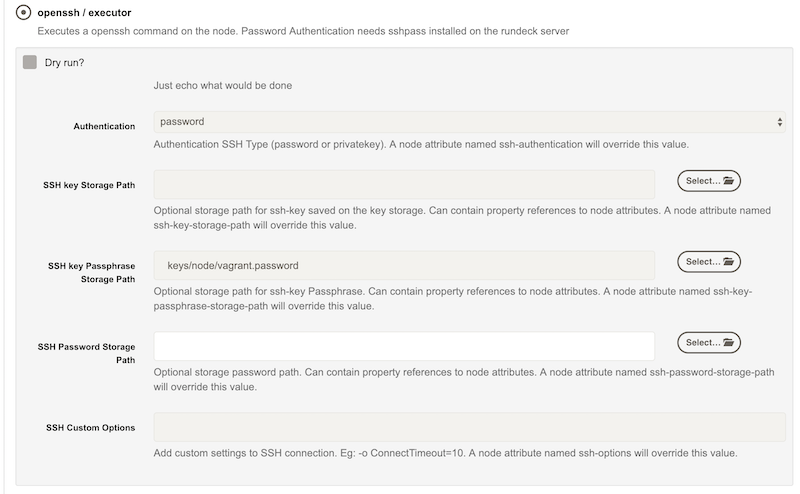 openssh / executor
Executes a openssh command on the node. Password Authentication needs sshpass installed on the rundeck server
Dry run?
Just echo what would be done
Authentication
password
Authentication SSH Type (password or privatekey). A node attribute named ssh-authentication will override this value.
SSH key Storage Path
Select...
Optional storage path for ssh-key saved on the key storage. Can contain property references to node attributes. A node attribute named
ssh-key-storage-path will override this value.
SSH key Passphrase
Storage Path
keys/node/vagrant.password
Select...
Optional storage path for ssh-key Passphrase. Can contain property references to node attributes. A node attribute named ssh-key-
passphrase-storage-path will override this value.
SSH Password Storage
Path
Select...
Optional storage password path. Can contain property references to node attributes. A node attribute named ssh-password-storage-path
will override this value.
SSH Custom Options
Add custom settings to SSH connection. Eg: -o ConnectTimeout=10. A node attribute named ssh-options will override this value.